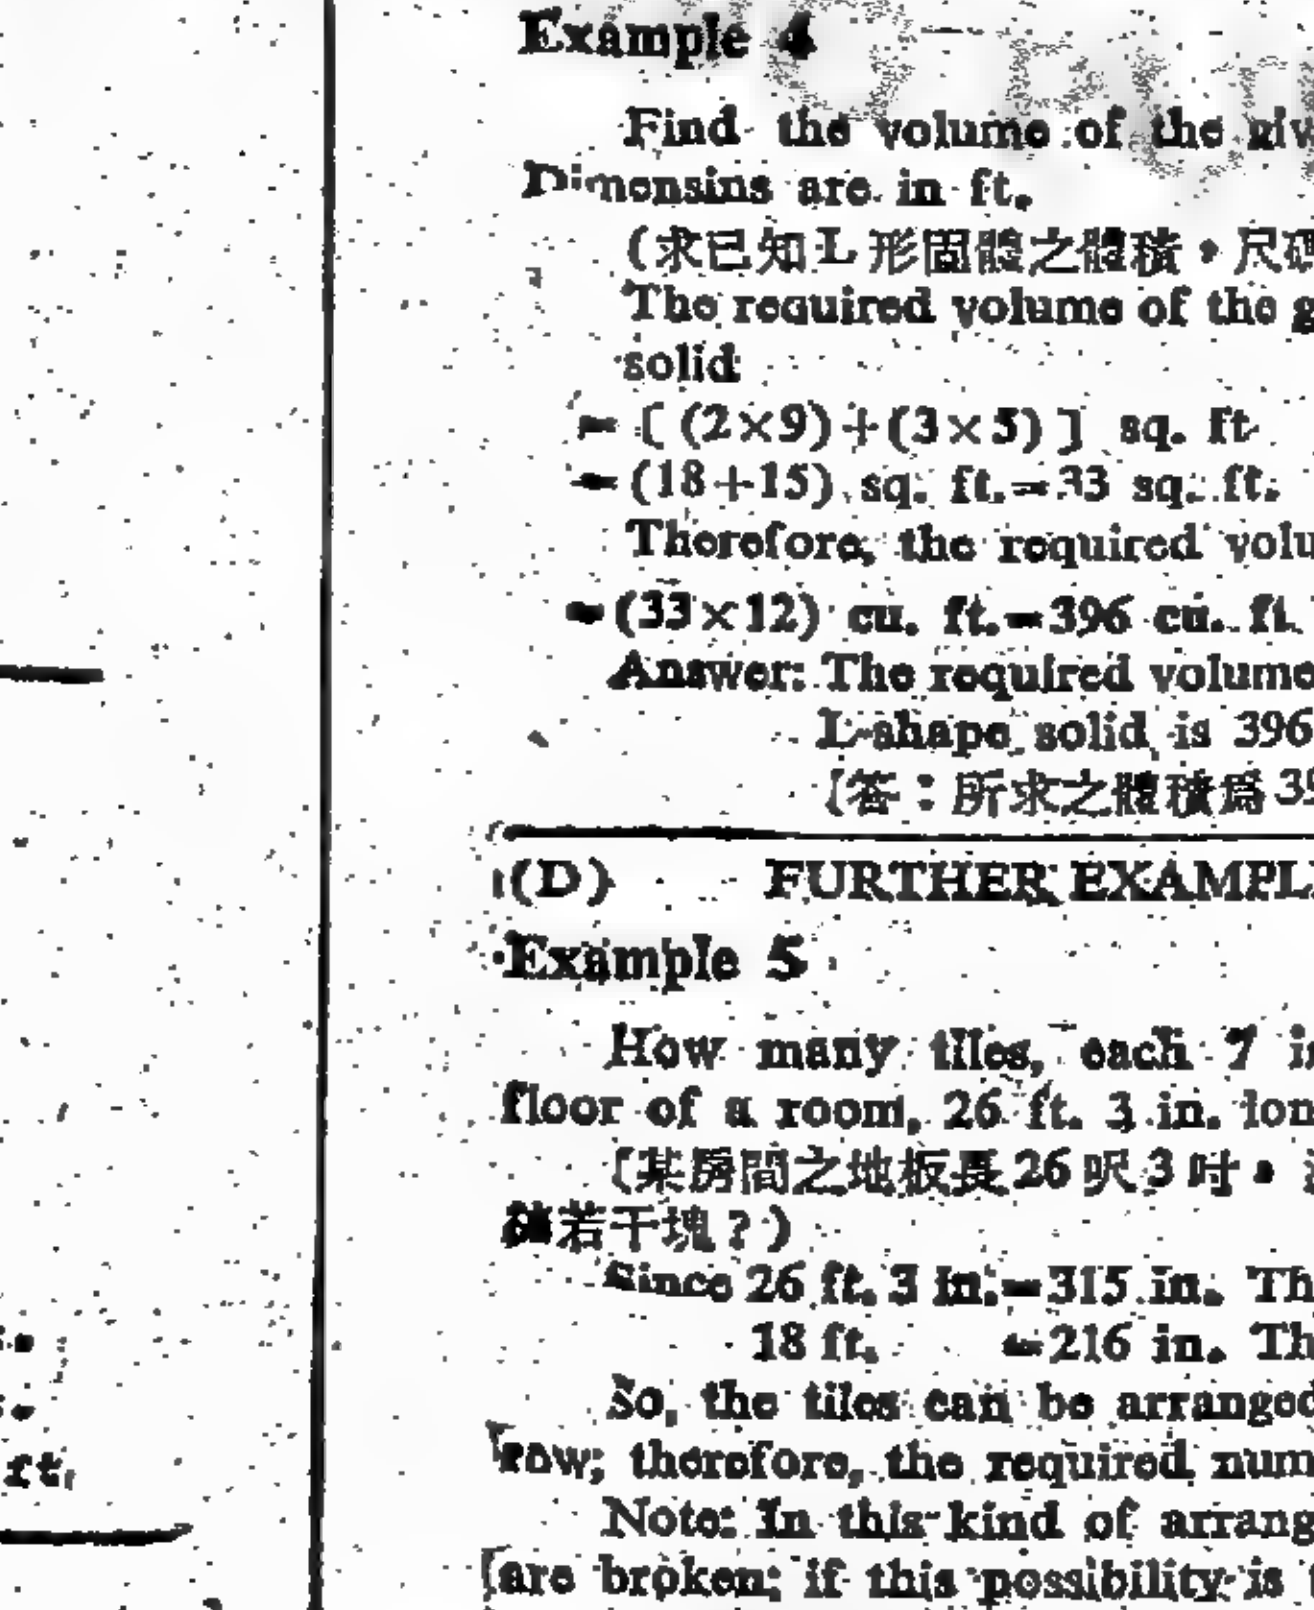 Example 4
Find the volume of the
Dimensins are in ft.
(求已知L形固體之體積,尺
The required volume of the g
solid
= [ (2×9)+(3×5) ] sq. ft
= (18+15) sq. ft.=33 sq. ft.
Therefore, the required volu
= (33×12) cu. ft.=396 cu. ft.
Answer: The required volume
L-shape solid is 396
(答:所求之體積爲39
(D) FURTHER EXAMPL
Example 5
How many tiles, each 7 i
floor of a room, 26 ft. 3 in. lon
(某房間之地板長26呎3吋,
若干塊?)
Since 26 ft. 3 in.=315 in. Th
18 ft. =216 in. Th
So, the tiles can be arranged
row; therefore, the required num
Note: In this kind of arrang
are broken; if this possibility is
rt.